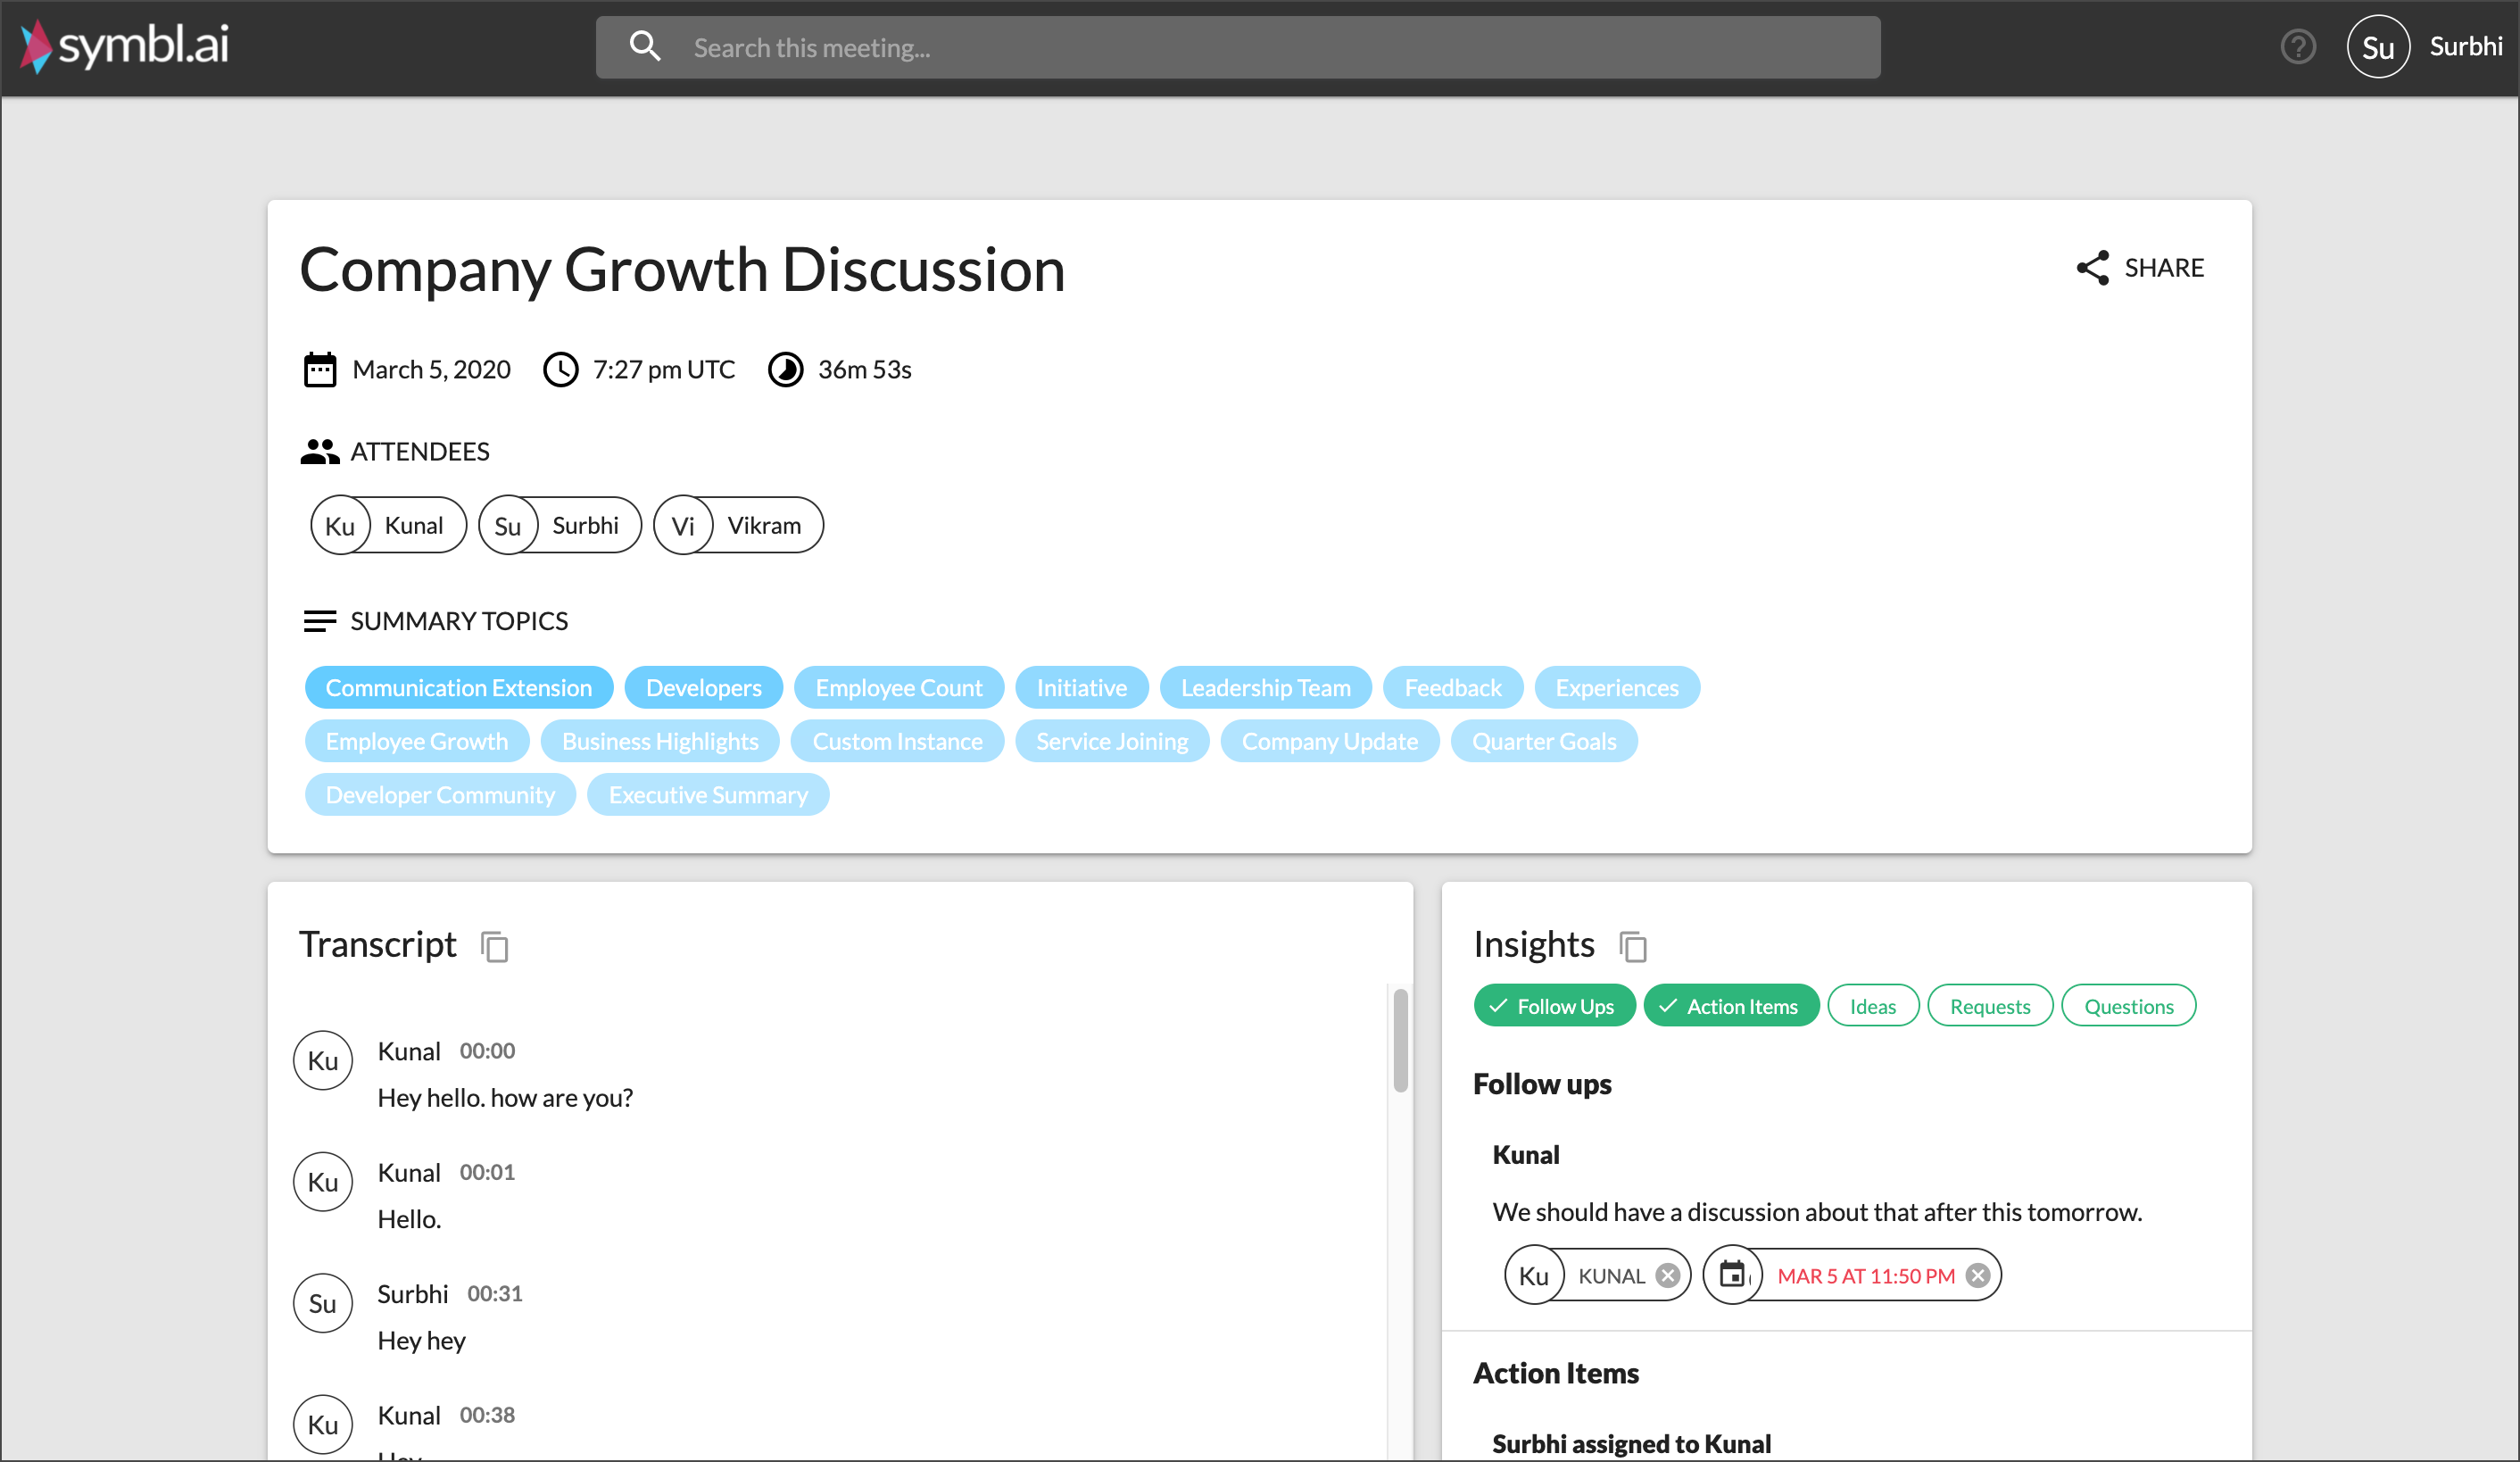 symbl.ai
Search this meeting...
?
Su Surbhi
Company Growth Discussion
SHARE
March 5, 2020 7:27 pm UTC 36m 53s
ATTENDEES
Ku Kunal Su Surbhi Vi Vikram
SUMMARY TOPICS
Communication Extension Developers Employee Count Initiative Leadership Team Feedback Experiences
Employee Growth Business Highlights Custom Instance Service Joining Company Update Quarter Goals
Developer Community Executive Summary
Transcript
Ku Kunal 00:00
Hey hello. how are you?
Ku Kunal 00:01
Hello.
Su Surbhi 00:31
Hey hey
Ku Kunal 00:38
Insights
Follow Ups Action Items Ideas Requests Questions
Follow ups
Kunal
We should have a discussion about that after this tomorrow.
Ku KUNAL MAR 5 AT 11:50 PM
Action Items
Surbhi assigned to Kunal